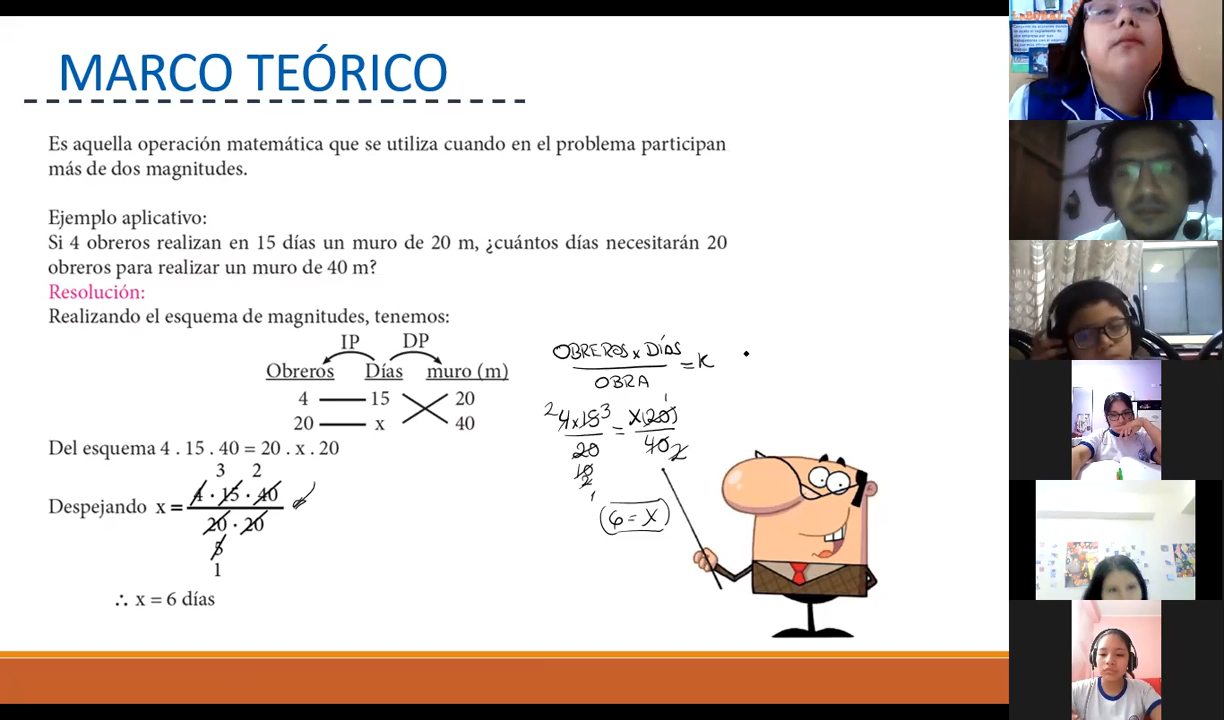 MARCO TEÓRICO
Es aquella operación matemática que se utiliza cuando en el problema participan
más de dos magnitudes.
Ejemplo aplicativo:
Si 4 obreros realizan en 15 días un muro de 20 m, ¿cuántos días necesitarán 20
obreros para realizar un muro de 40 m?
Resolución:
Realizando el esquema de magnitudes, tenemos:
IP DP
Obreros Días muro (m)
4 15 20
20 x 40
Del esquema 4 . 15 . 40 = 20 . x . 20
3 2
4 · 15 · 40
Despejando x =
20 · 20
5
1
∴ x = 6 días
OBREROS x DÍAS
= K
OBRA
2 4 x 15 3 = x (20) 1
20 40 2
10
2
1
6 = X
LABORAL